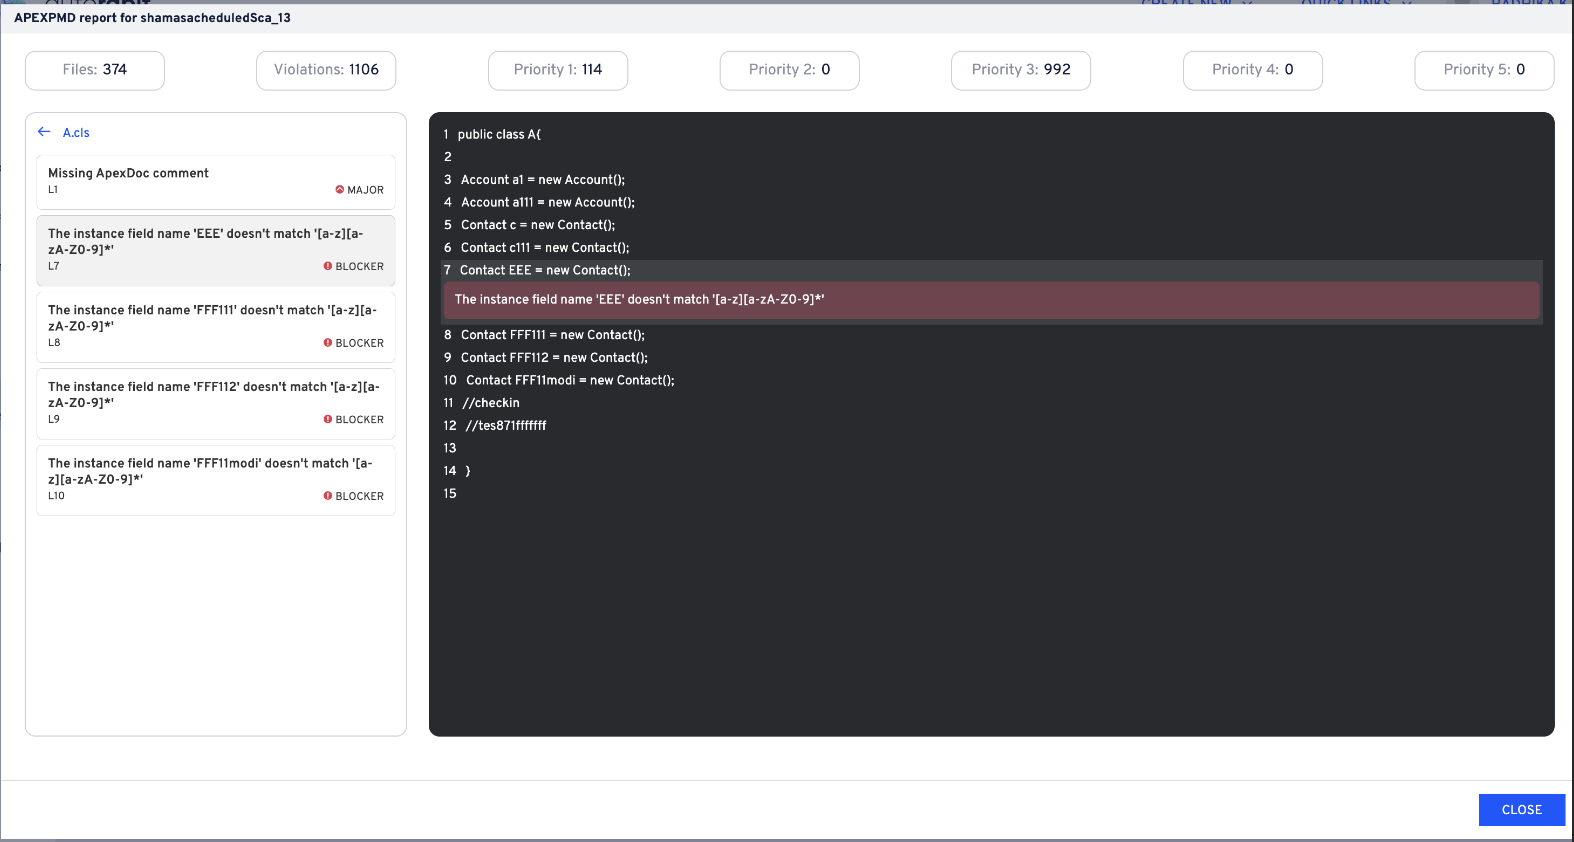 APEXPMD report for shamasacheduledSca_13
Files: 374
Violations: 1106
Priority 1: 114
Priority 2: 0
Priority 3: 992
Priority 4: 0
Priority 5: 0
A.cls
Missing ApexDoc comment
L1
MAJOR
The instance field name 'EEE' doesn't match '[a-z][a-
zA-Z0-9]*'
L7
BLOCKER
The instance field name 'FFF111' doesn't match '[a-z][a-
zA-Z0-9]*'
L8
BLOCKER
The instance field name 'FFF112' doesn't match '[a-z][a-
zA-Z0-9]*'
L9
BLOCKER
The instance field name 'FFF11modi' doesn't match '[a-
z][a-zA-Z0-9]*'
L10
BLOCKER
1 public class A{
2
3 Account a1 = new Account();
4 Account a111 = new Account();
5 Contact c = new Contact();
6 Contact c111 = new Contact();
7 Contact EEE = new Contact();
The instance field name 'EEE' doesn't match '[a-z][a-zA-Z0-9]*'
8 Contact FFF111 = new Contact();
9 Contact FFF112 = new Contact();
10 Contact FFF11modi = new Contact();
11 //checkin
12 //tes871fffffff
13
14 }
15
CLOSE